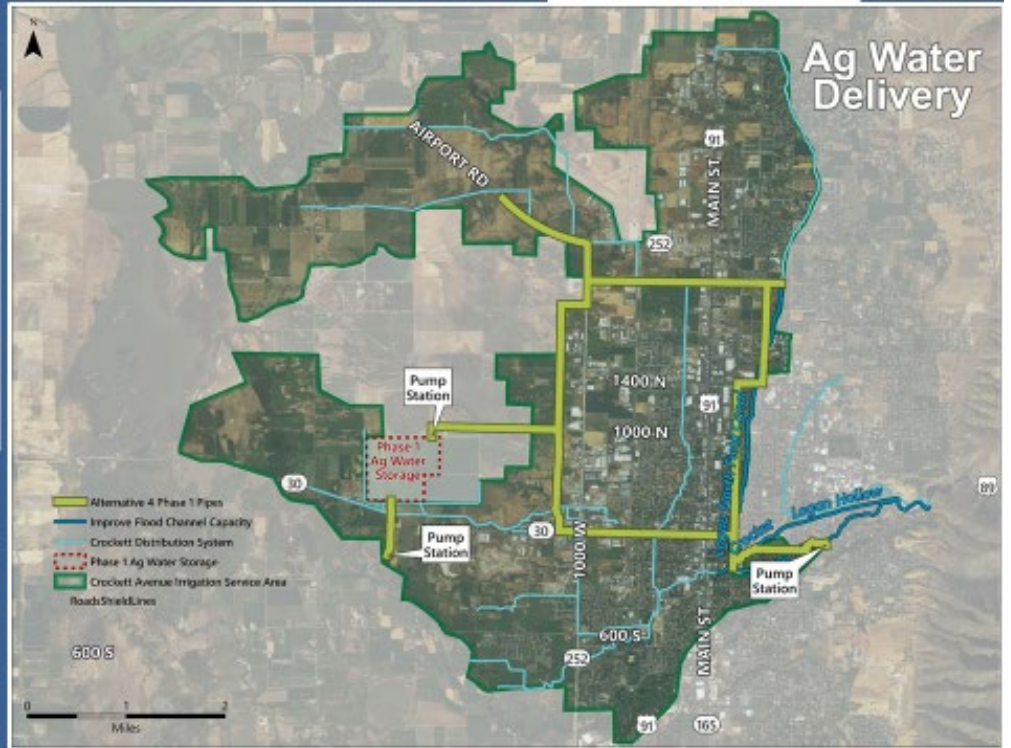 N
Ag Water
Delivery
AIRPORT RD
91
MAIN ST
252
Pump
Station
1400 N
91
1000 N
Phase 1
Ag Water
Storage
30
89
Logan Hollow
30
Pump
Station
1000 W
Pump
Station
Alternative 4 Phase 1 Pipes
Improve Flood Channel Capacity
Crockett Distribution System
Phase 1 Ag Water Storage
Crockett Avenue Irrigation Service Area
RoadsShieldLines
600 S
MAIN ST
600 S
252
0 1 2
Miles
91
165